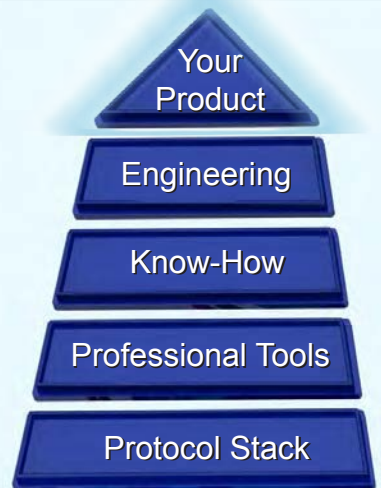 Your
Product
Engineering
Know-How
Professional Tools
Protocol Stack